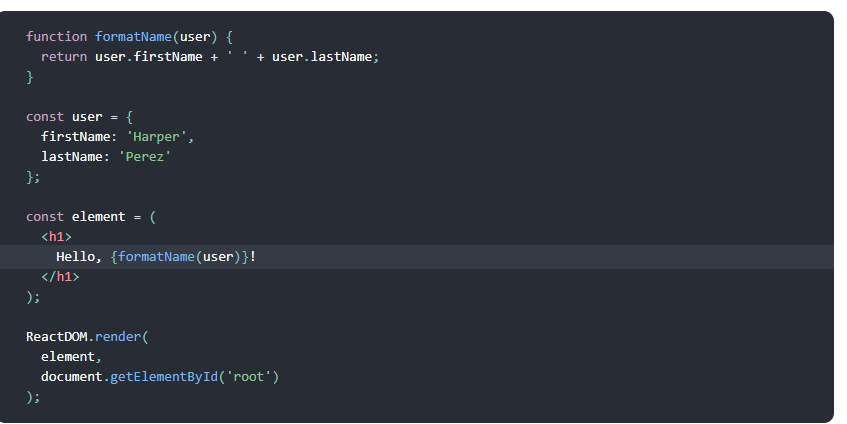 function formatName(user) {
  return user.firstName + ' ' + user.lastName;
}

const user = {
  firstName: 'Harper',
  lastName: 'Perez'
};

const element = (
  <h1>
    Hello, {formatName(user)}!
  </h1>
);

ReactDOM.render(
  element,
  document.getElementById('root')
);